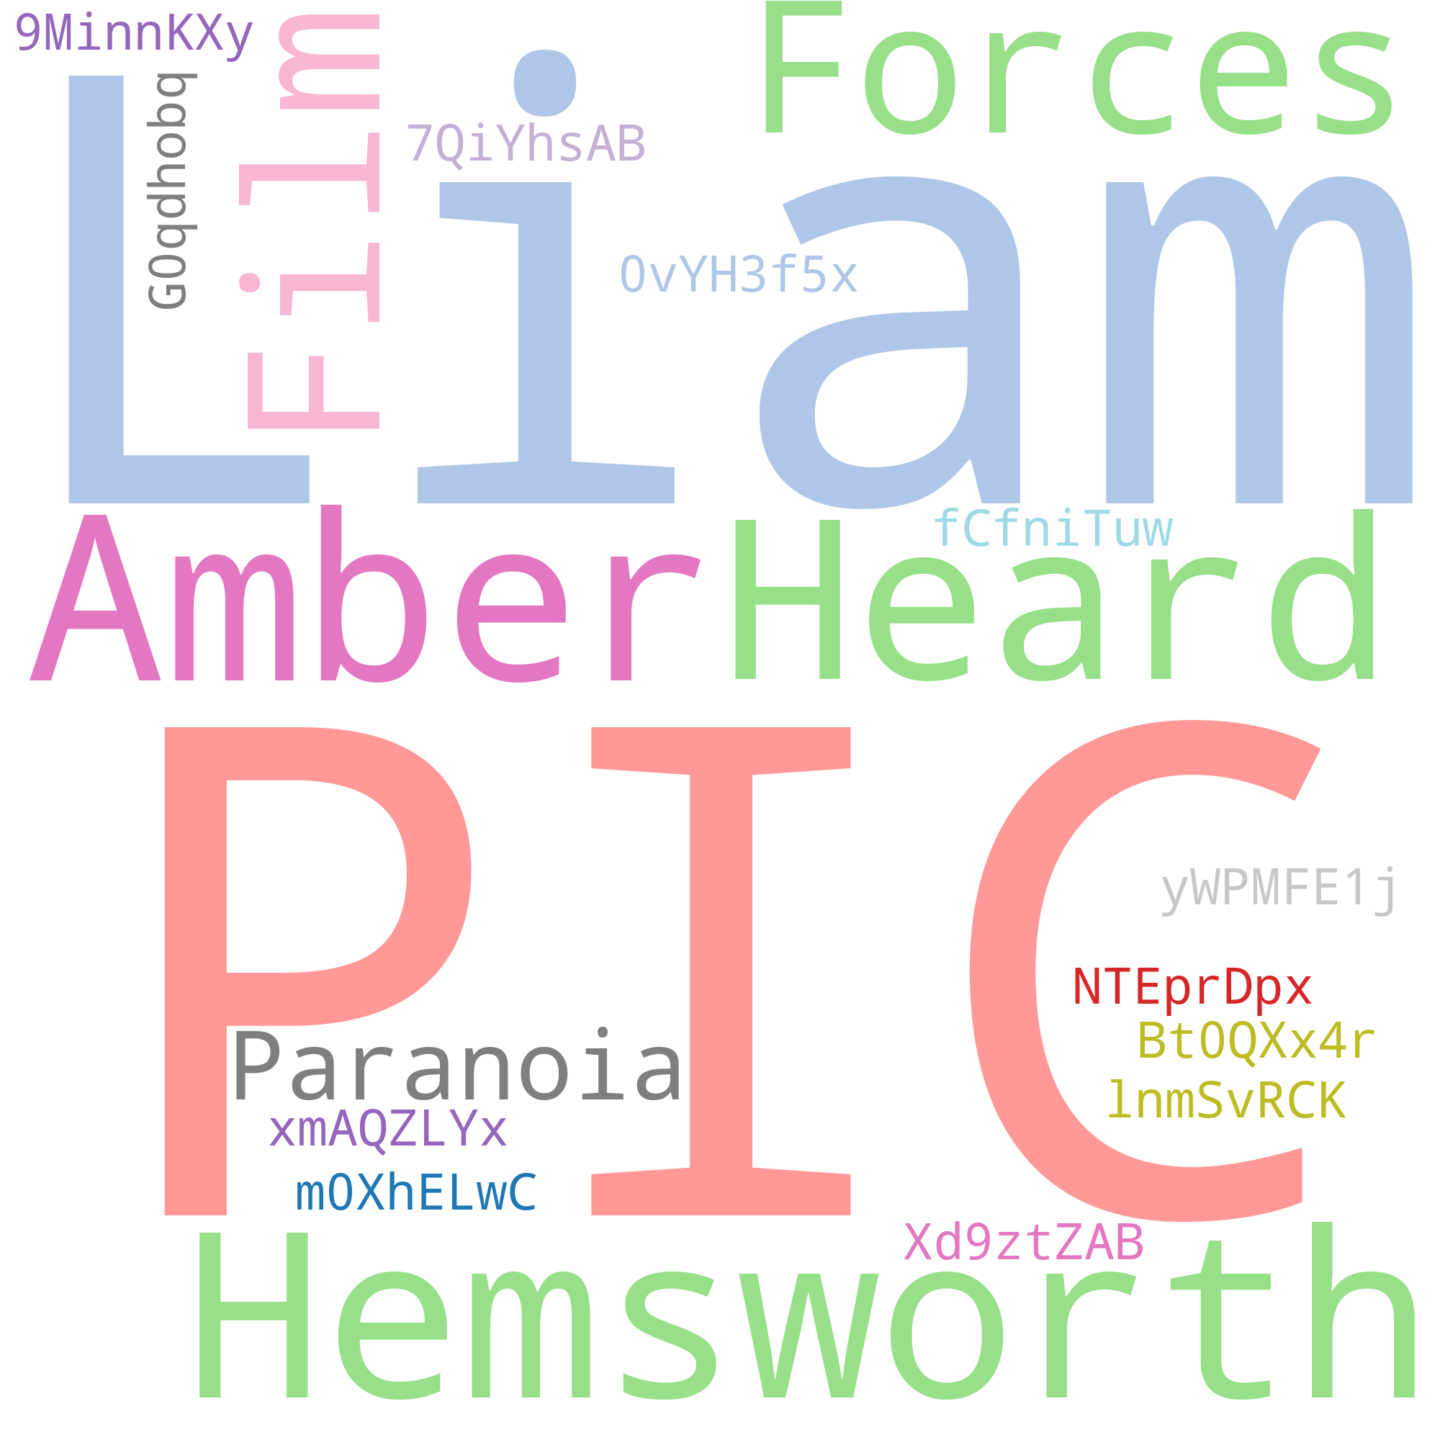 9MinnKXy
Forces
Film
G0qdhobq
7QiYhsAB
Liam
0vYH3f5x
fCfniTuw
Amber
Heard
PIC
yWPMFE1j
NTEprDpx
Bt0QXx4r
lnmSvRCK
Paranoia
xmAQZLYx
m0XhELwC
Xd9ztZAB
Hemsworth